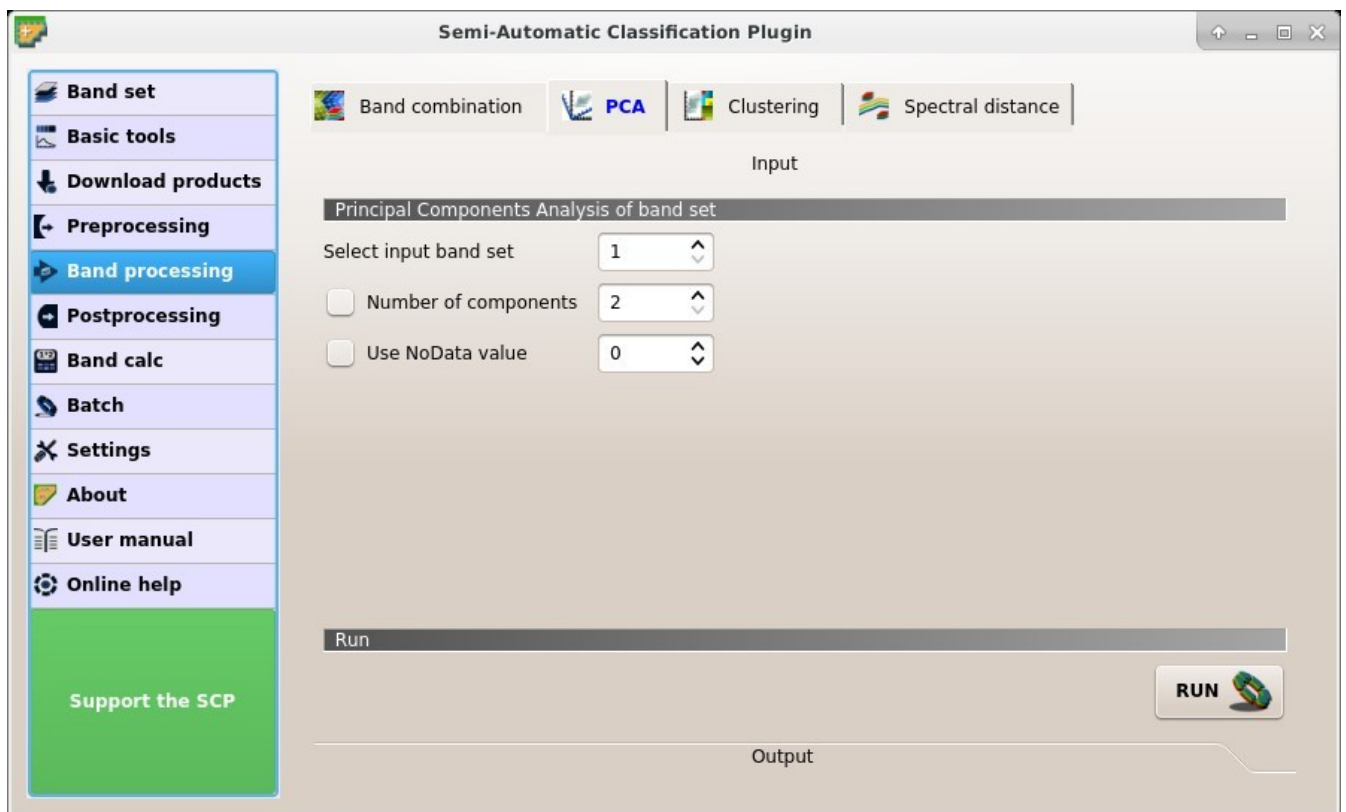 Semi-Automatic Classification Plugin
Band set
Basic tools
Download products
Preprocessing
Band processing
Postprocessing
Band calc
Batch
Settings
About
User manual
Online help
Support the SCP
Band combination PCA Clustering Spectral distance
Input
Principal Components Analysis of band set
Select input band set 1
Number of components 2
Use NoData value 0
Run
RUN
Output